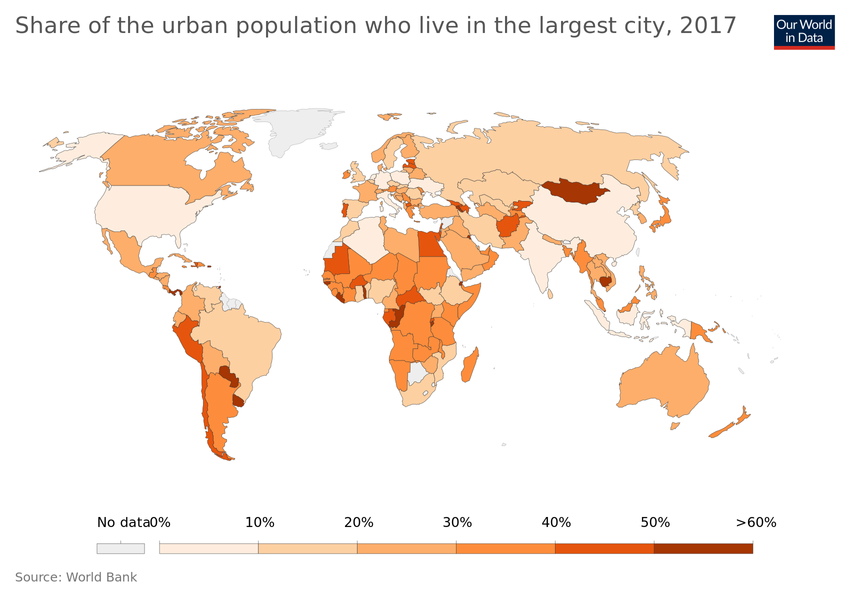 Share of the urban population who live in the largest city, 2017
Our World
in Data
No data
0%
10%
20%
30%
40%
50%
>60%
Source: World Bank